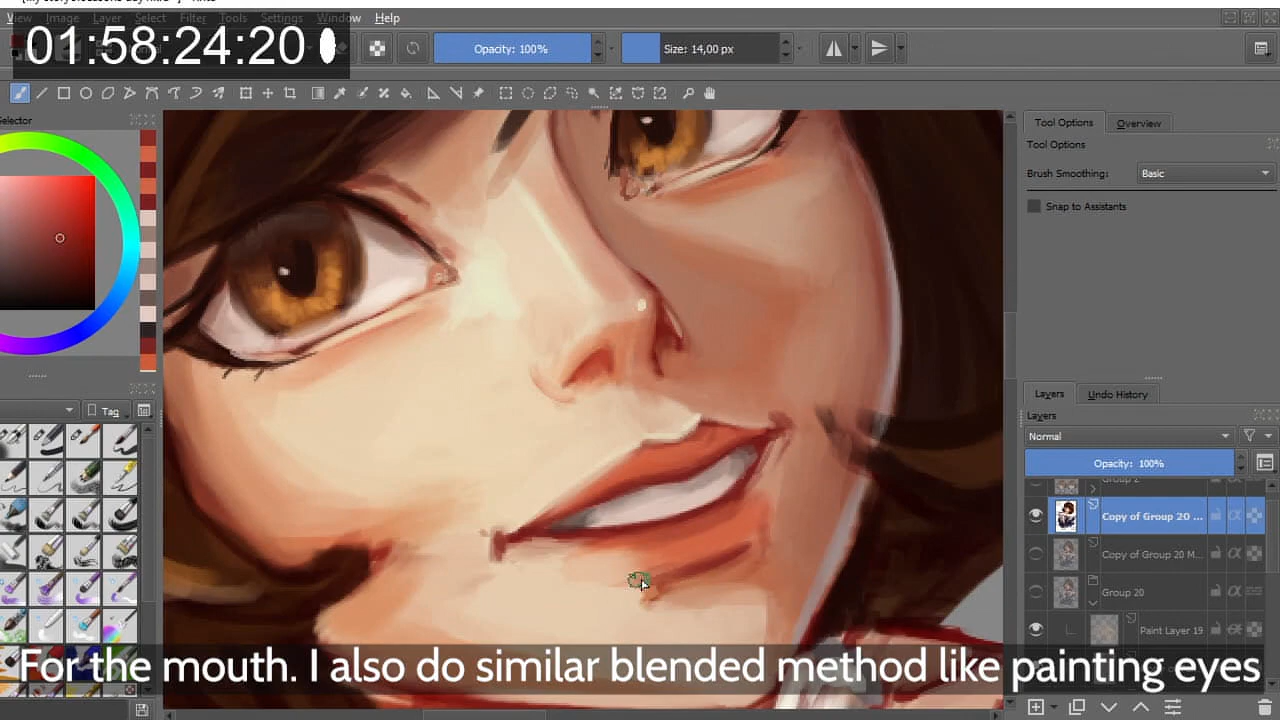 View Image Layer Select Filter Tools Settings Window Help
01:58:24:20
Opacity: 100%
Size: 14,00 px
Selector
Tool Options Overview
Tool Options
Brush Smoothing: Basic
Snap to Assistants
Tag
Layers Undo History
Layers
Normal
Opacity: 100%
Group 2
Copy of Group 20 ...
Copy of Group 20 M...
Group 20
Paint Layer 19
For the mouth. I also do similar blended method like painting eyes